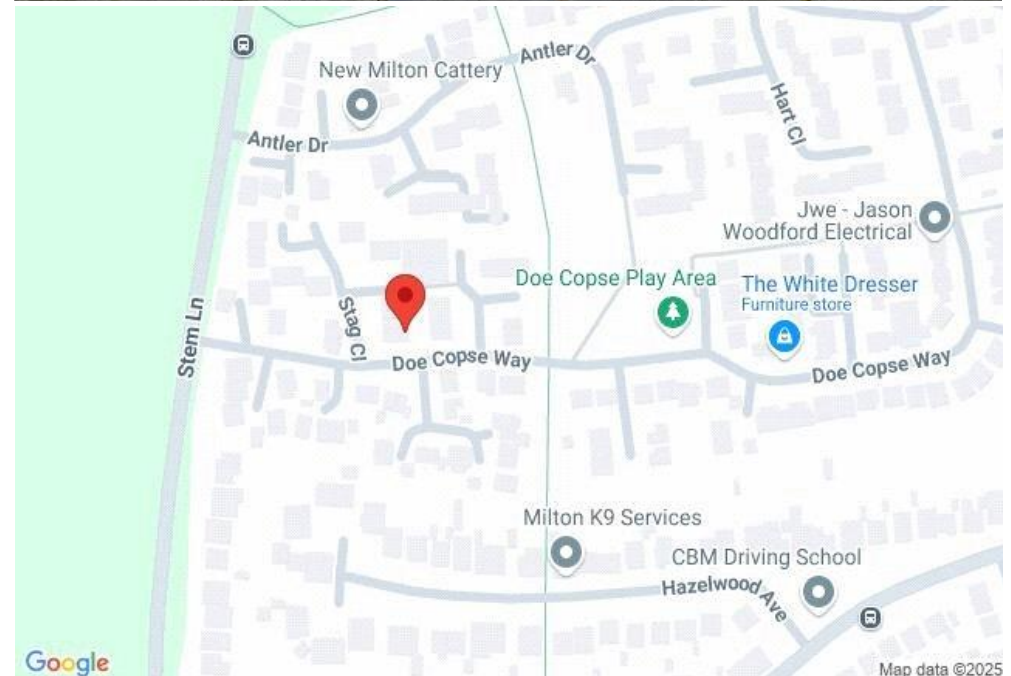 Antler Dr
New Milton Cattery
Hart Cl
Antler Dr
Jwe - Jason
Woodford Electrical
Doe Copse Play Area
The White Dresser
Furniture store
Stem Ln
Stag Cl
Doe Copse Way
Doe Copse Way
Milton K9 Services
CBM Driving School
Hazelwood Ave
Google
Map data ©2025